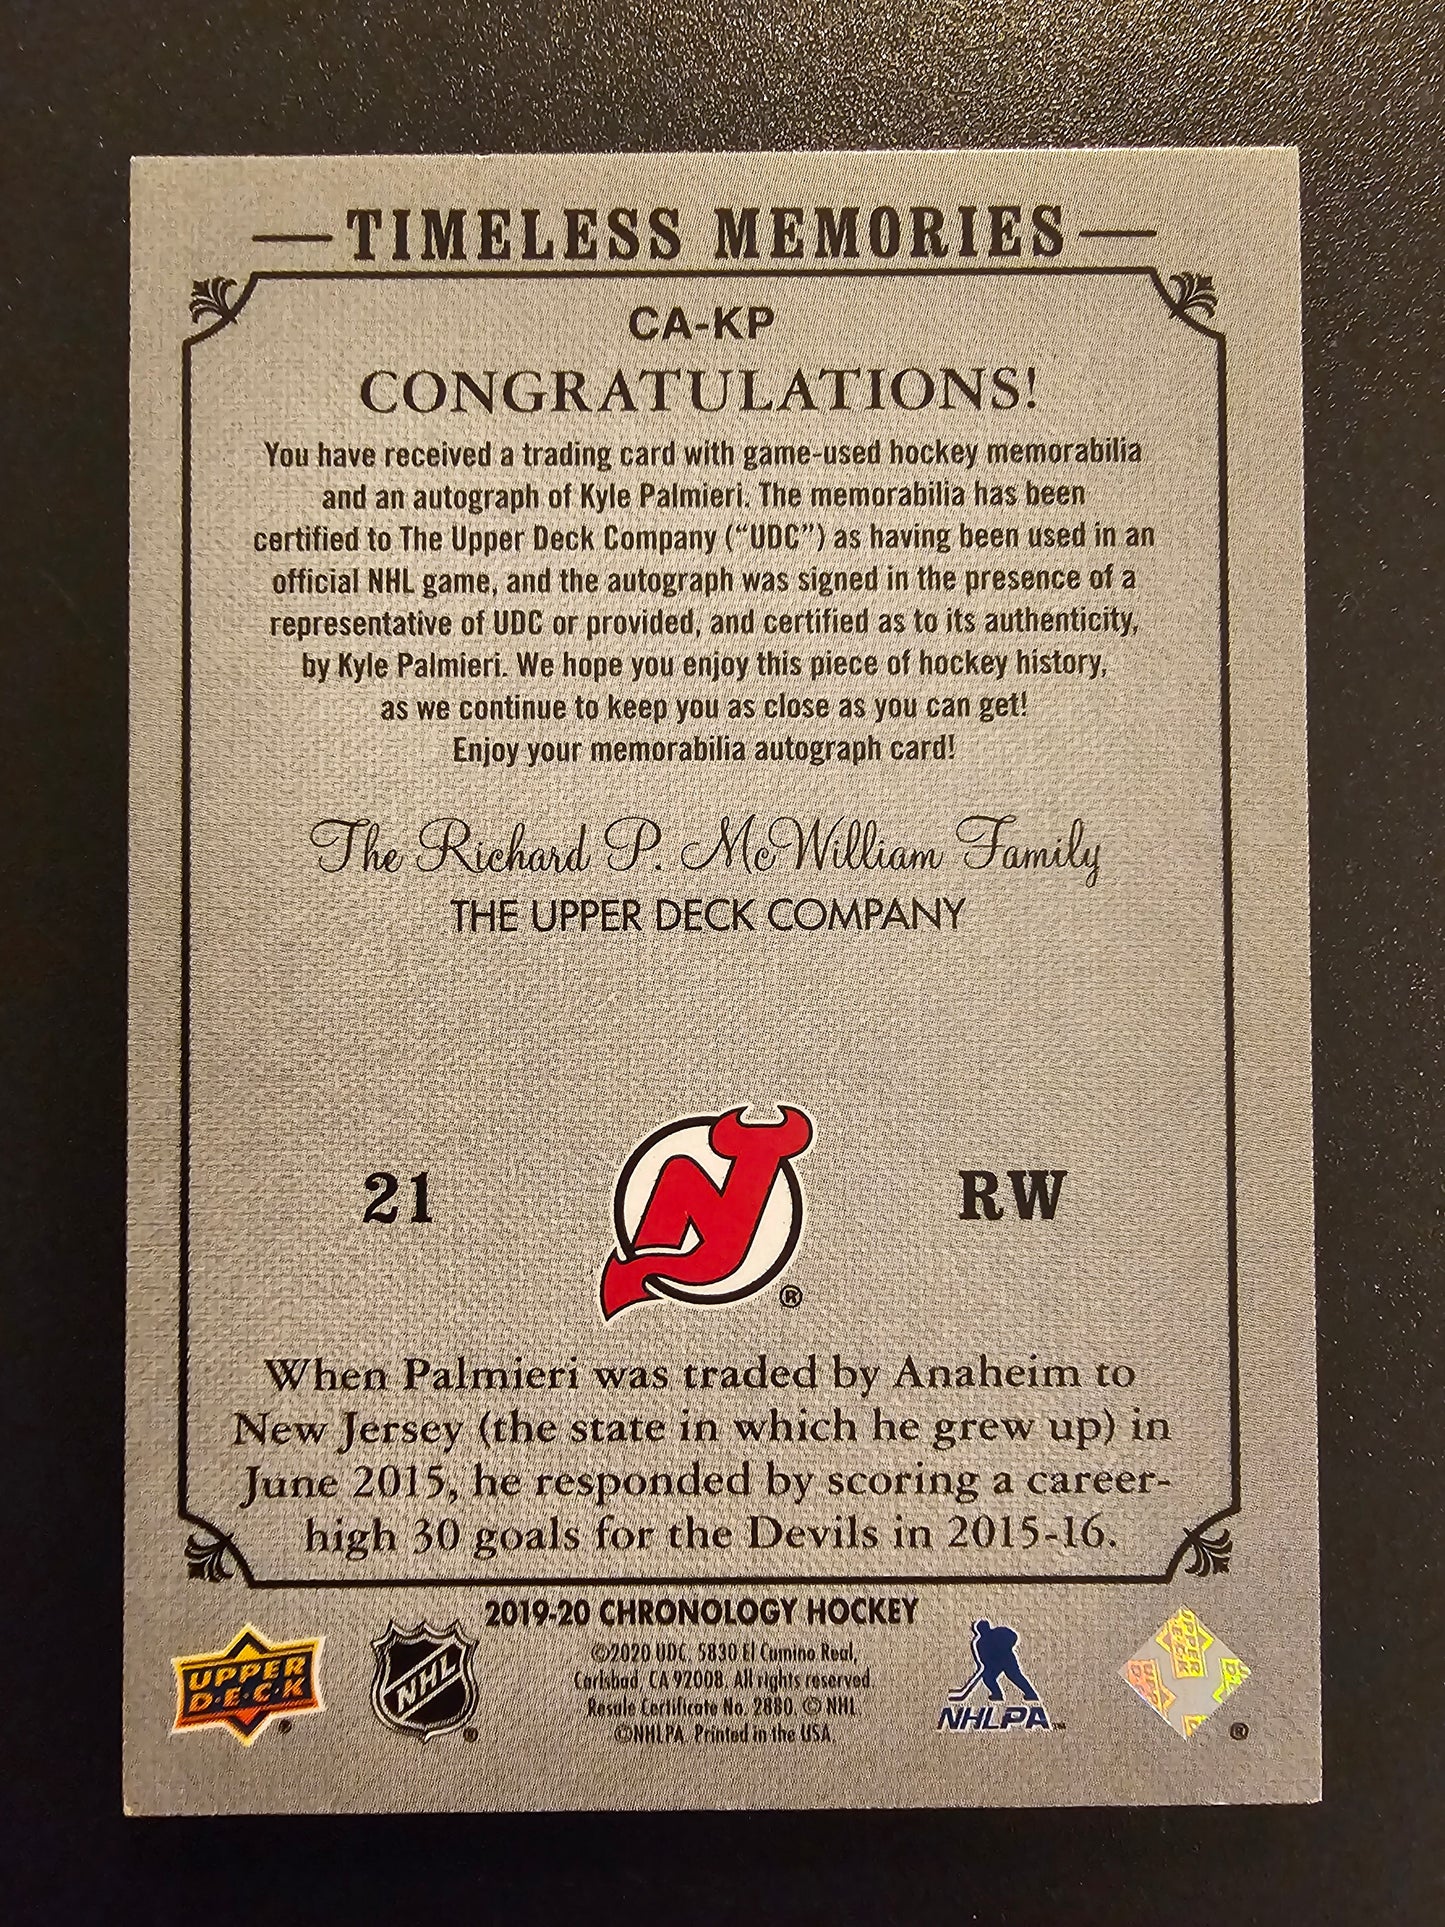 TIMELESS MEMORIES
CA-KP
CONGRATULATIONS!
You have received a trading card with game-used hockey memorabilia
and an autograph of Kyle Palmieri. The memorabilia has been
certified to The Upper Deck Company (“UDC”) as having been used in an
official NHL game, and the autograph was signed in the presence of a
representative of UDC or provided, and certified as to its authenticity,
by Kyle Palmieri. We hope you enjoy this piece of hockey history,
as we continue to keep you as close as you can get!
Enjoy your memorabilia autograph card!
The Richard P. McWilliam Family
THE UPPER DECK COMPANY
21
RW
®
When Palmieri was traded by Anaheim to
New Jersey (the state in which he grew up) in
June 2015, he responded by scoring a career-
high 30 goals for the Devils in 2015-16.
2019-20 CHRONOLOGY HOCKEY
©2020 UDC, 5830 El Camino Real,
Carlsbad, CA 92008. All rights reserved.
Resale Certificate No. 2880. © NHL.
©NHLPA. Printed in the USA.
UPPER
D·E·C·K ®
NHL ®
NHLPA™
UPPER
DECK
®